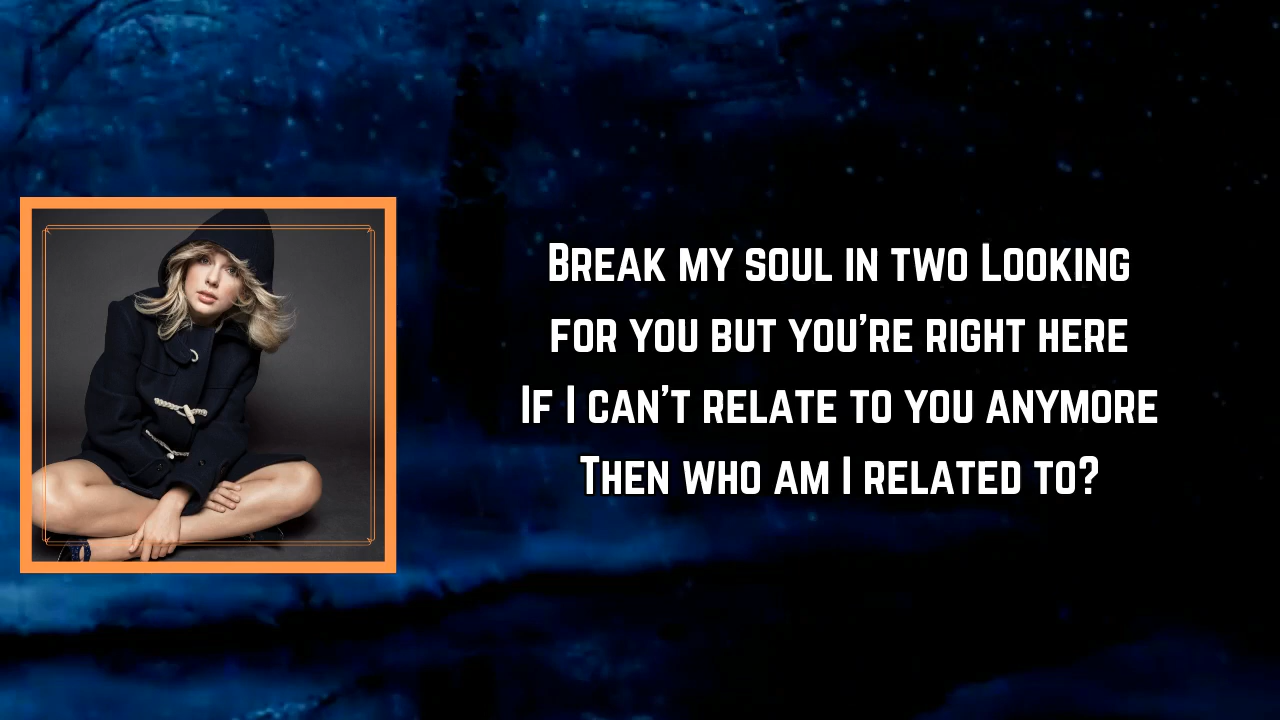 Break my soul in two Looking
for you but you're right here
If I can't relate to you anymore
Then who am I related to?